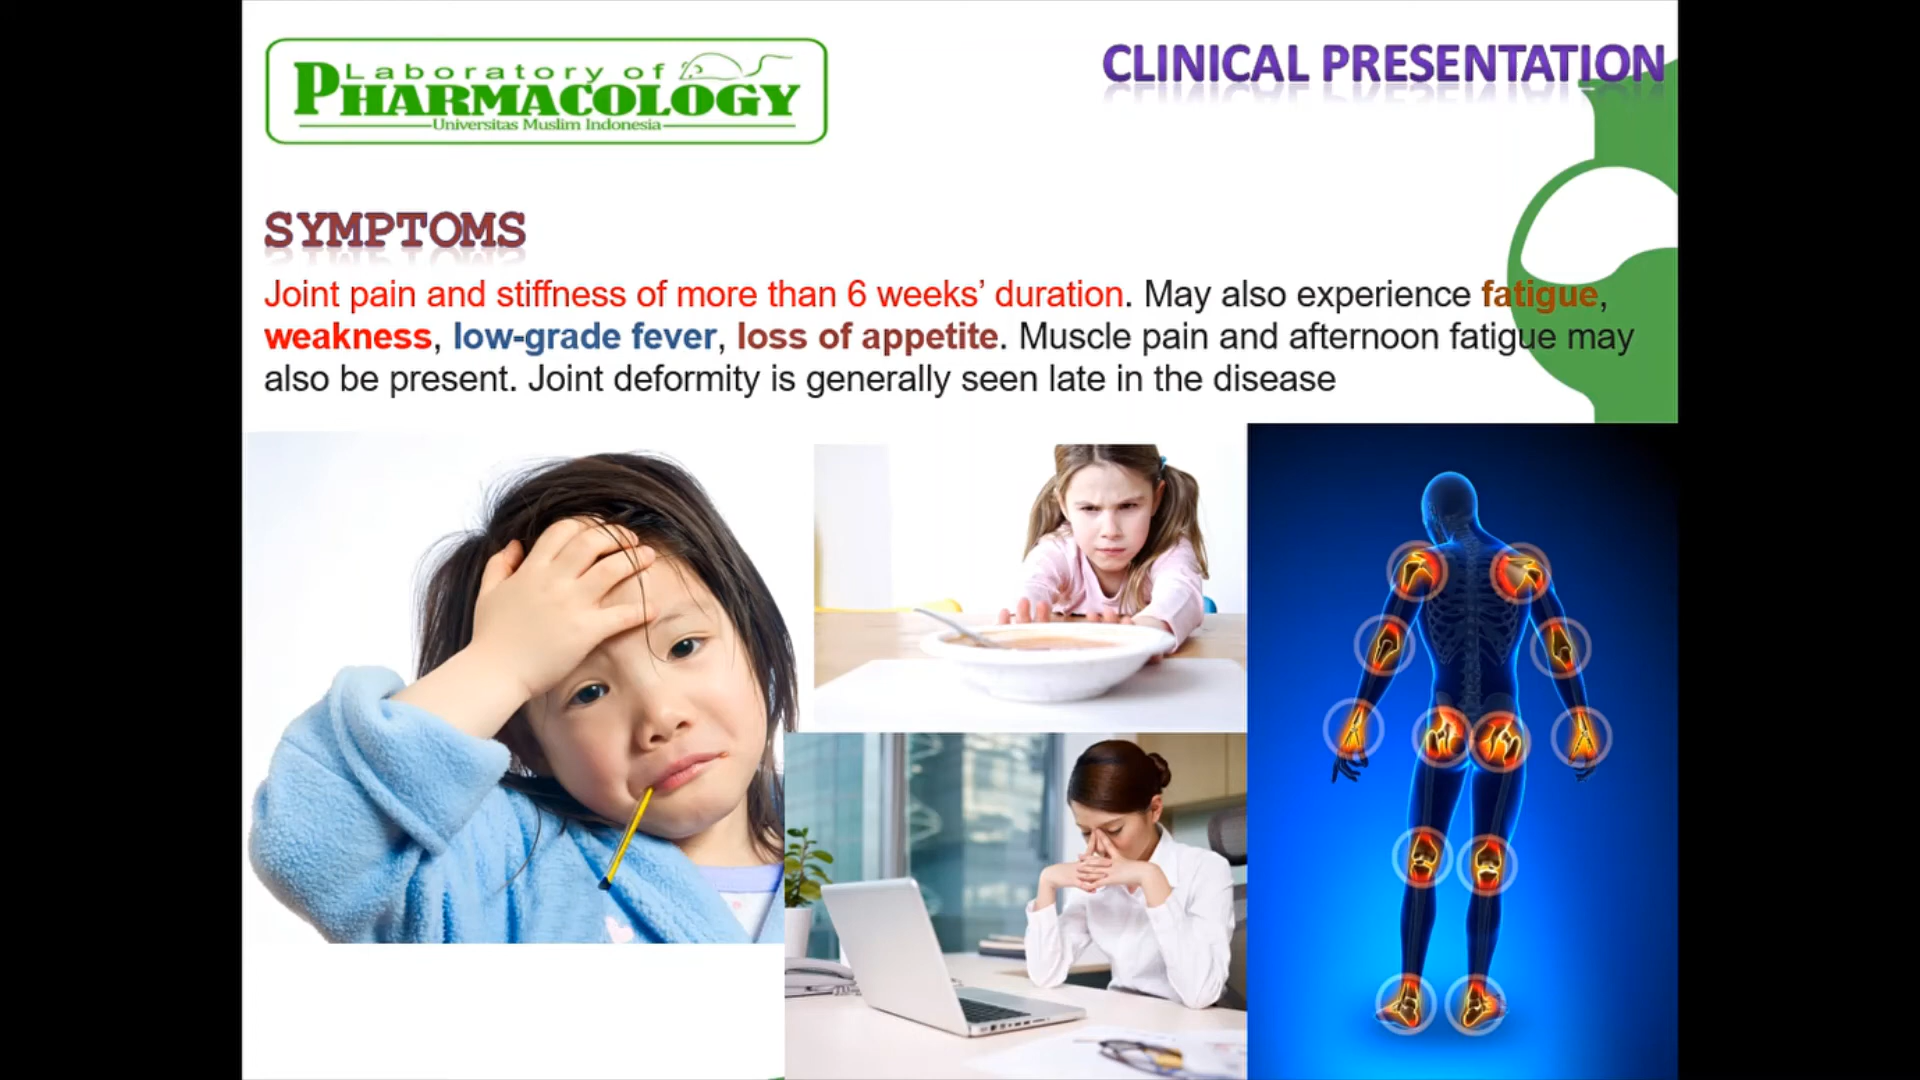 Laboratory of
PHARMACOLOGY
Universitas Muslim Indonesia
CLINICAL PRESENTATION
SYMPTOMS
Joint pain and stiffness of more than 6 weeks’ duration. May also experience fatigue,
weakness, low-grade fever, loss of appetite. Muscle pain and afternoon fatigue may
also be present. Joint deformity is generally seen late in the disease